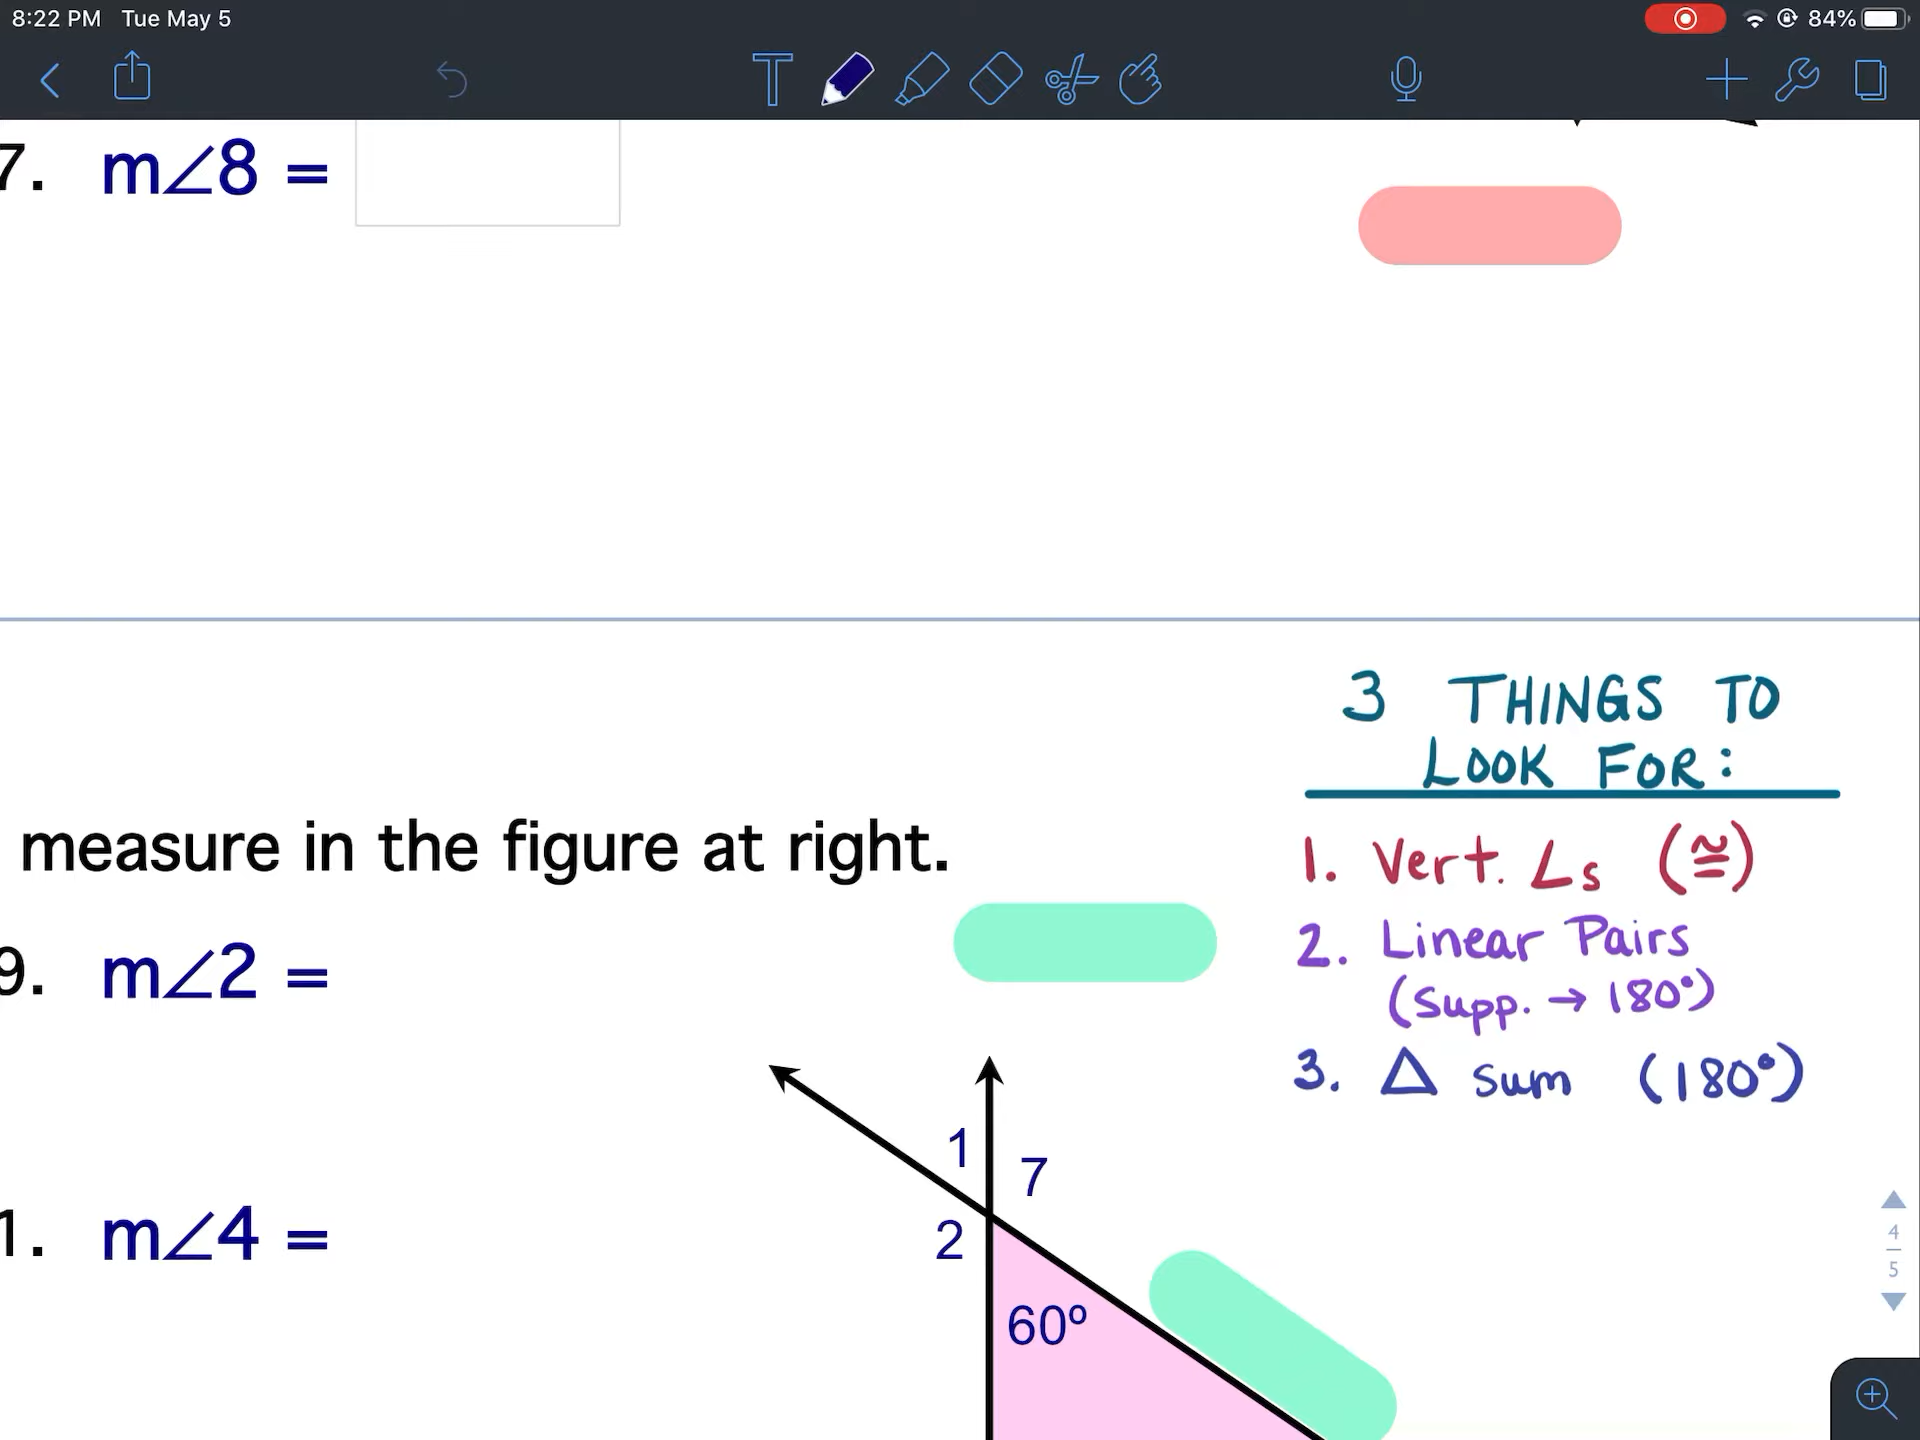 8:22 PM Tue May 5
84%
7. m∠8 =
3 THINGS TO
LOOK FOR:
measure in the figure at right.
1. Vert. ∠s (≅)
2. Linear Pairs
(Supp. → 180°)
9. m∠2 =
3. △ sum (180°)
1
7
2
60º
1. m∠4 =
4
5